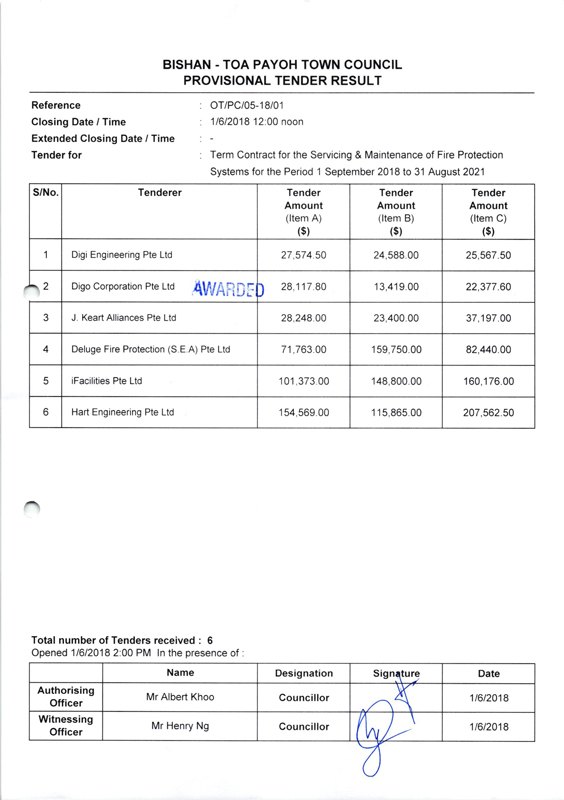 BISHAN - TOA PAYOH TOWN COUNCIL
PROVISIONAL TENDER RESULT
Reference : OT/PC/05-18/01
Closing Date / Time : 1/6/2018 12:00 noon
Extended Closing Date / Time : -
Tender for : Term Contract for the Servicing & Maintenance of Fire Protection
Systems for the Period 1 September 2018 to 31 August 2021
S/No. Tenderer Tender Amount (Item A) ($) Tender Amount (Item B) ($) Tender Amount (Item C) ($)
1 Digi Engineering Pte Ltd 27,574.50 24,588.00 25,567.50
2 Digo Corporation Pte Ltd AWARDED 28,117.80 13,419.00 22,377.60
3 J. Keart Alliances Pte Ltd 28,248.00 23,400.00 37,197.00
4 Deluge Fire Protection (S.E.A) Pte Ltd 71,763.00 159,750.00 82,440.00
5 iFacilities Pte Ltd 101,373.00 148,800.00 160,176.00
6 Hart Engineering Pte Ltd 154,569.00 115,865.00 207,562.50
Total number of Tenders received : 6
Opened 1/6/2018 2:00 PM In the presence of :
Name Designation Signature Date
Authorising Officer Mr Albert Khoo Councillor 1/6/2018
Witnessing Officer Mr Henry Ng Councillor 1/6/2018